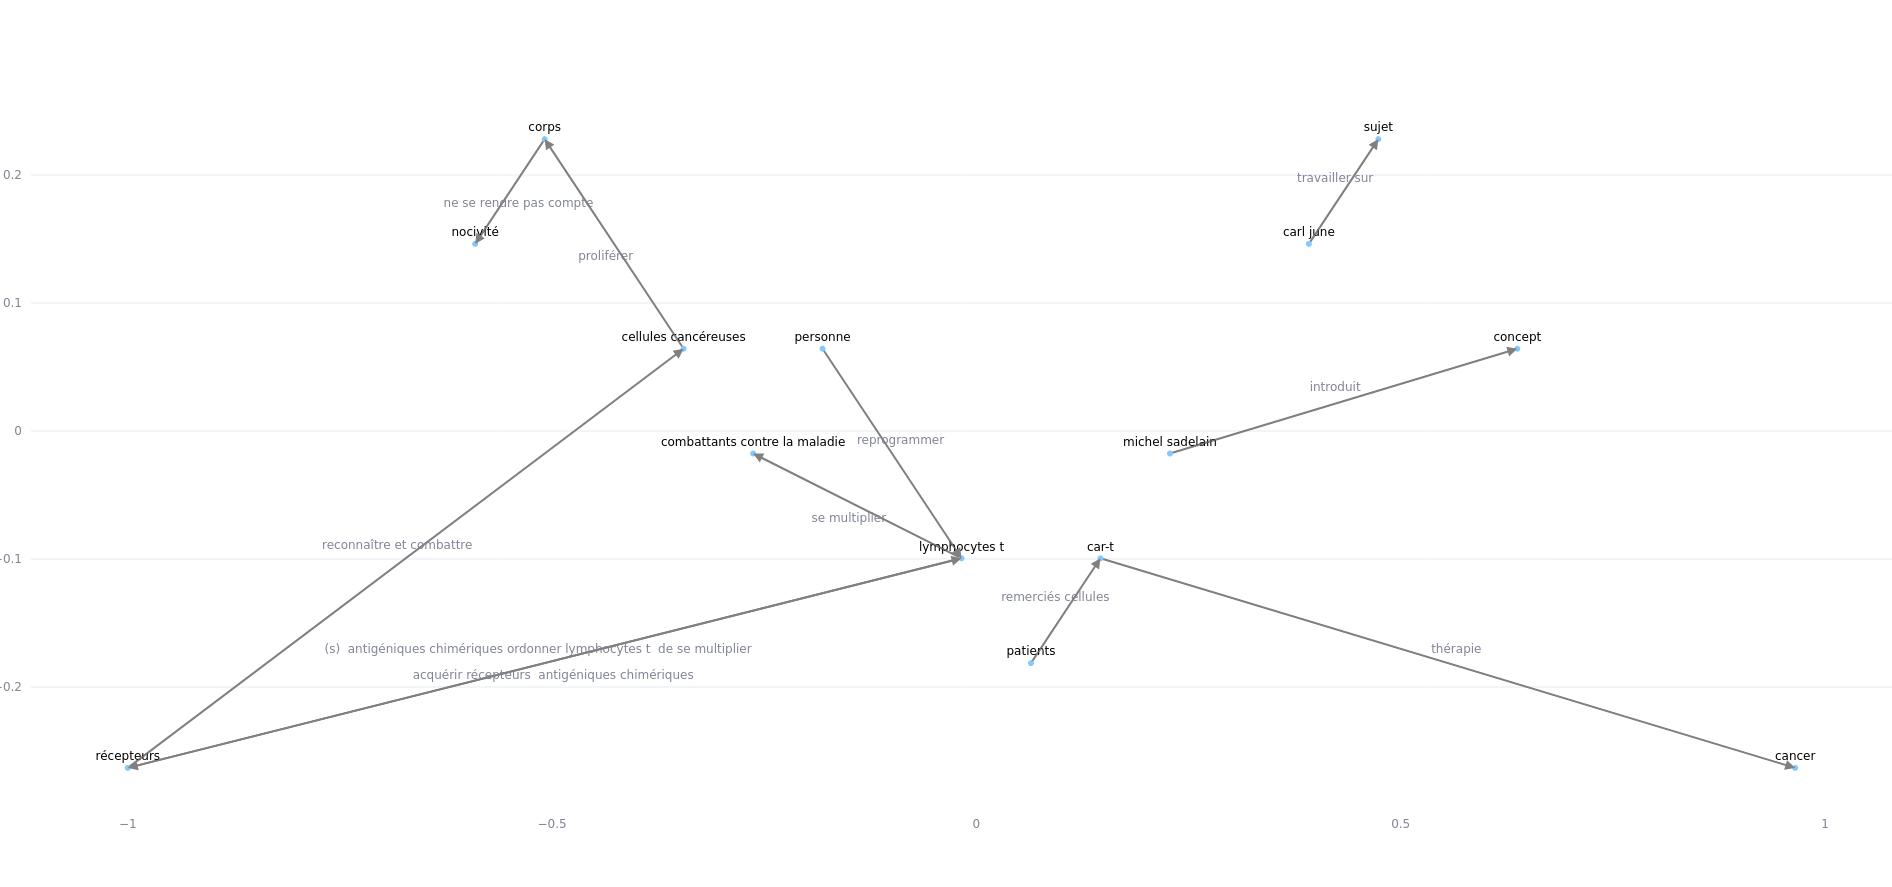 corps
sujet
0.2
travailler sur
ne se rendre pas compte
nocivité
carl june
proliférer
0.1
cellules cancéreuses
personne
concept
introduit
0
combattants contre la maladie
reprogrammer
michel sadelain
se multiplier
reconnaître et combattre
lymphocytes t
car-t
−0.1
remerciés cellules
(s)  antigéniques chimériques ordonner lymphocytes t  de se multiplier
patients
thérapie
acquérir récepteurs  antigéniques chimériques
−0.2
récepteurs
cancer
−1
−0.5
0
0.5
1